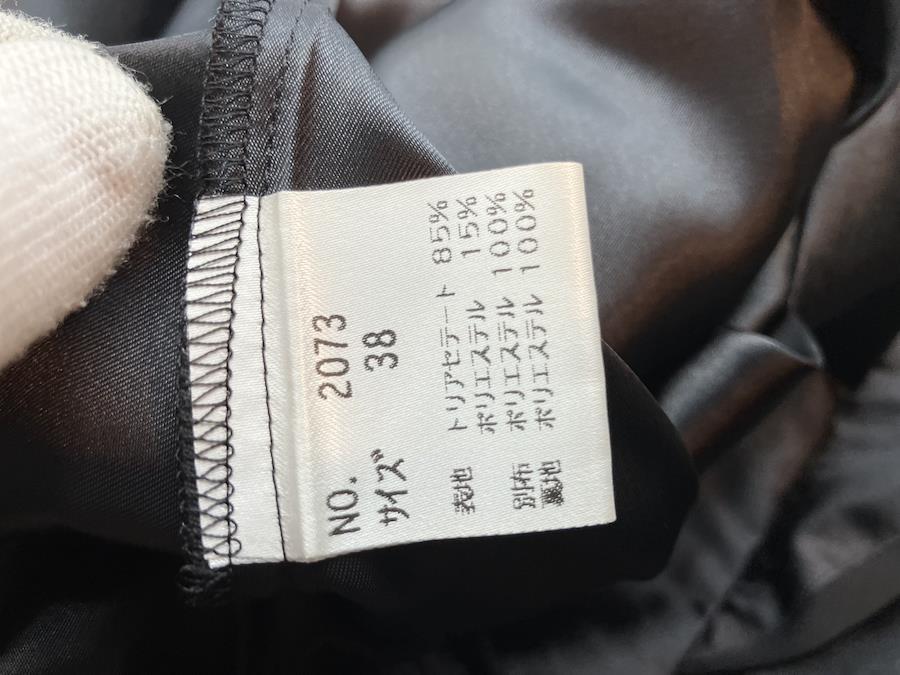 NO. 2073
サイズ 38
表地 トリアセテート 85%
ポリエステル 15%
別布 ポリエステル 100%
裏地 ポリエステル 100%